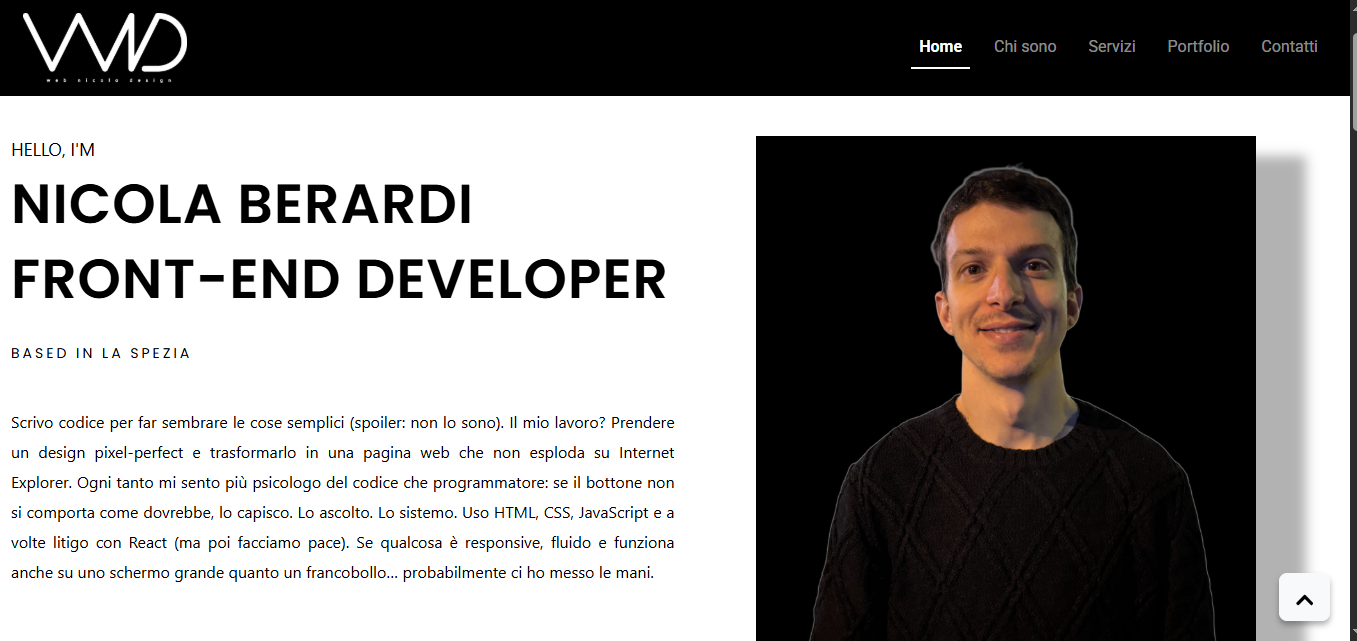 WND
web nicola design
Home Chi sono Servizi Portfolio Contatti
HELLO, I'M
NICOLA BERARDI
FRONT-END DEVELOPER
BASED IN LA SPEZIA
Scrivo codice per far sembrare le cose semplici (spoiler: non lo sono). Il mio lavoro? Prendere
un design pixel-perfect e trasformarlo in una pagina web che non esploda su Internet
Explorer. Ogni tanto mi sento più psicologo del codice che programmatore: se il bottone non
si comporta come dovrebbe, lo capisco. Lo ascolto. Lo sistemo. Uso HTML, CSS, JavaScript e a
volte litigo con React (ma poi facciamo pace). Se qualcosa è responsive, fluido e funziona
anche su uno schermo grande quanto un francobollo… probabilmente ci ho messo le mani.